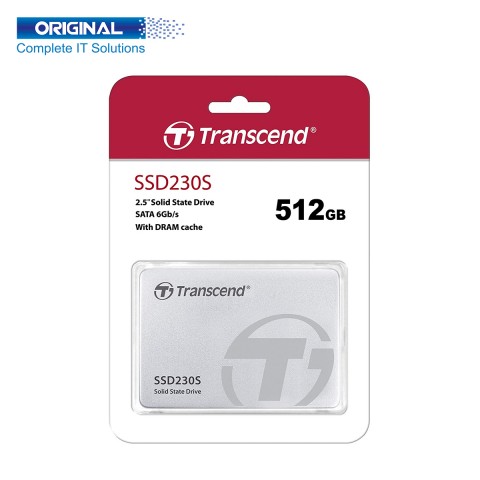 ORIGINAL
Complete IT Solutions
Transcend®
SSD230S
2.5" Solid State Drive
SATA 6Gb/s
With DRAM cache
512GB
Transcend®
SSD230S
Solid State Drive